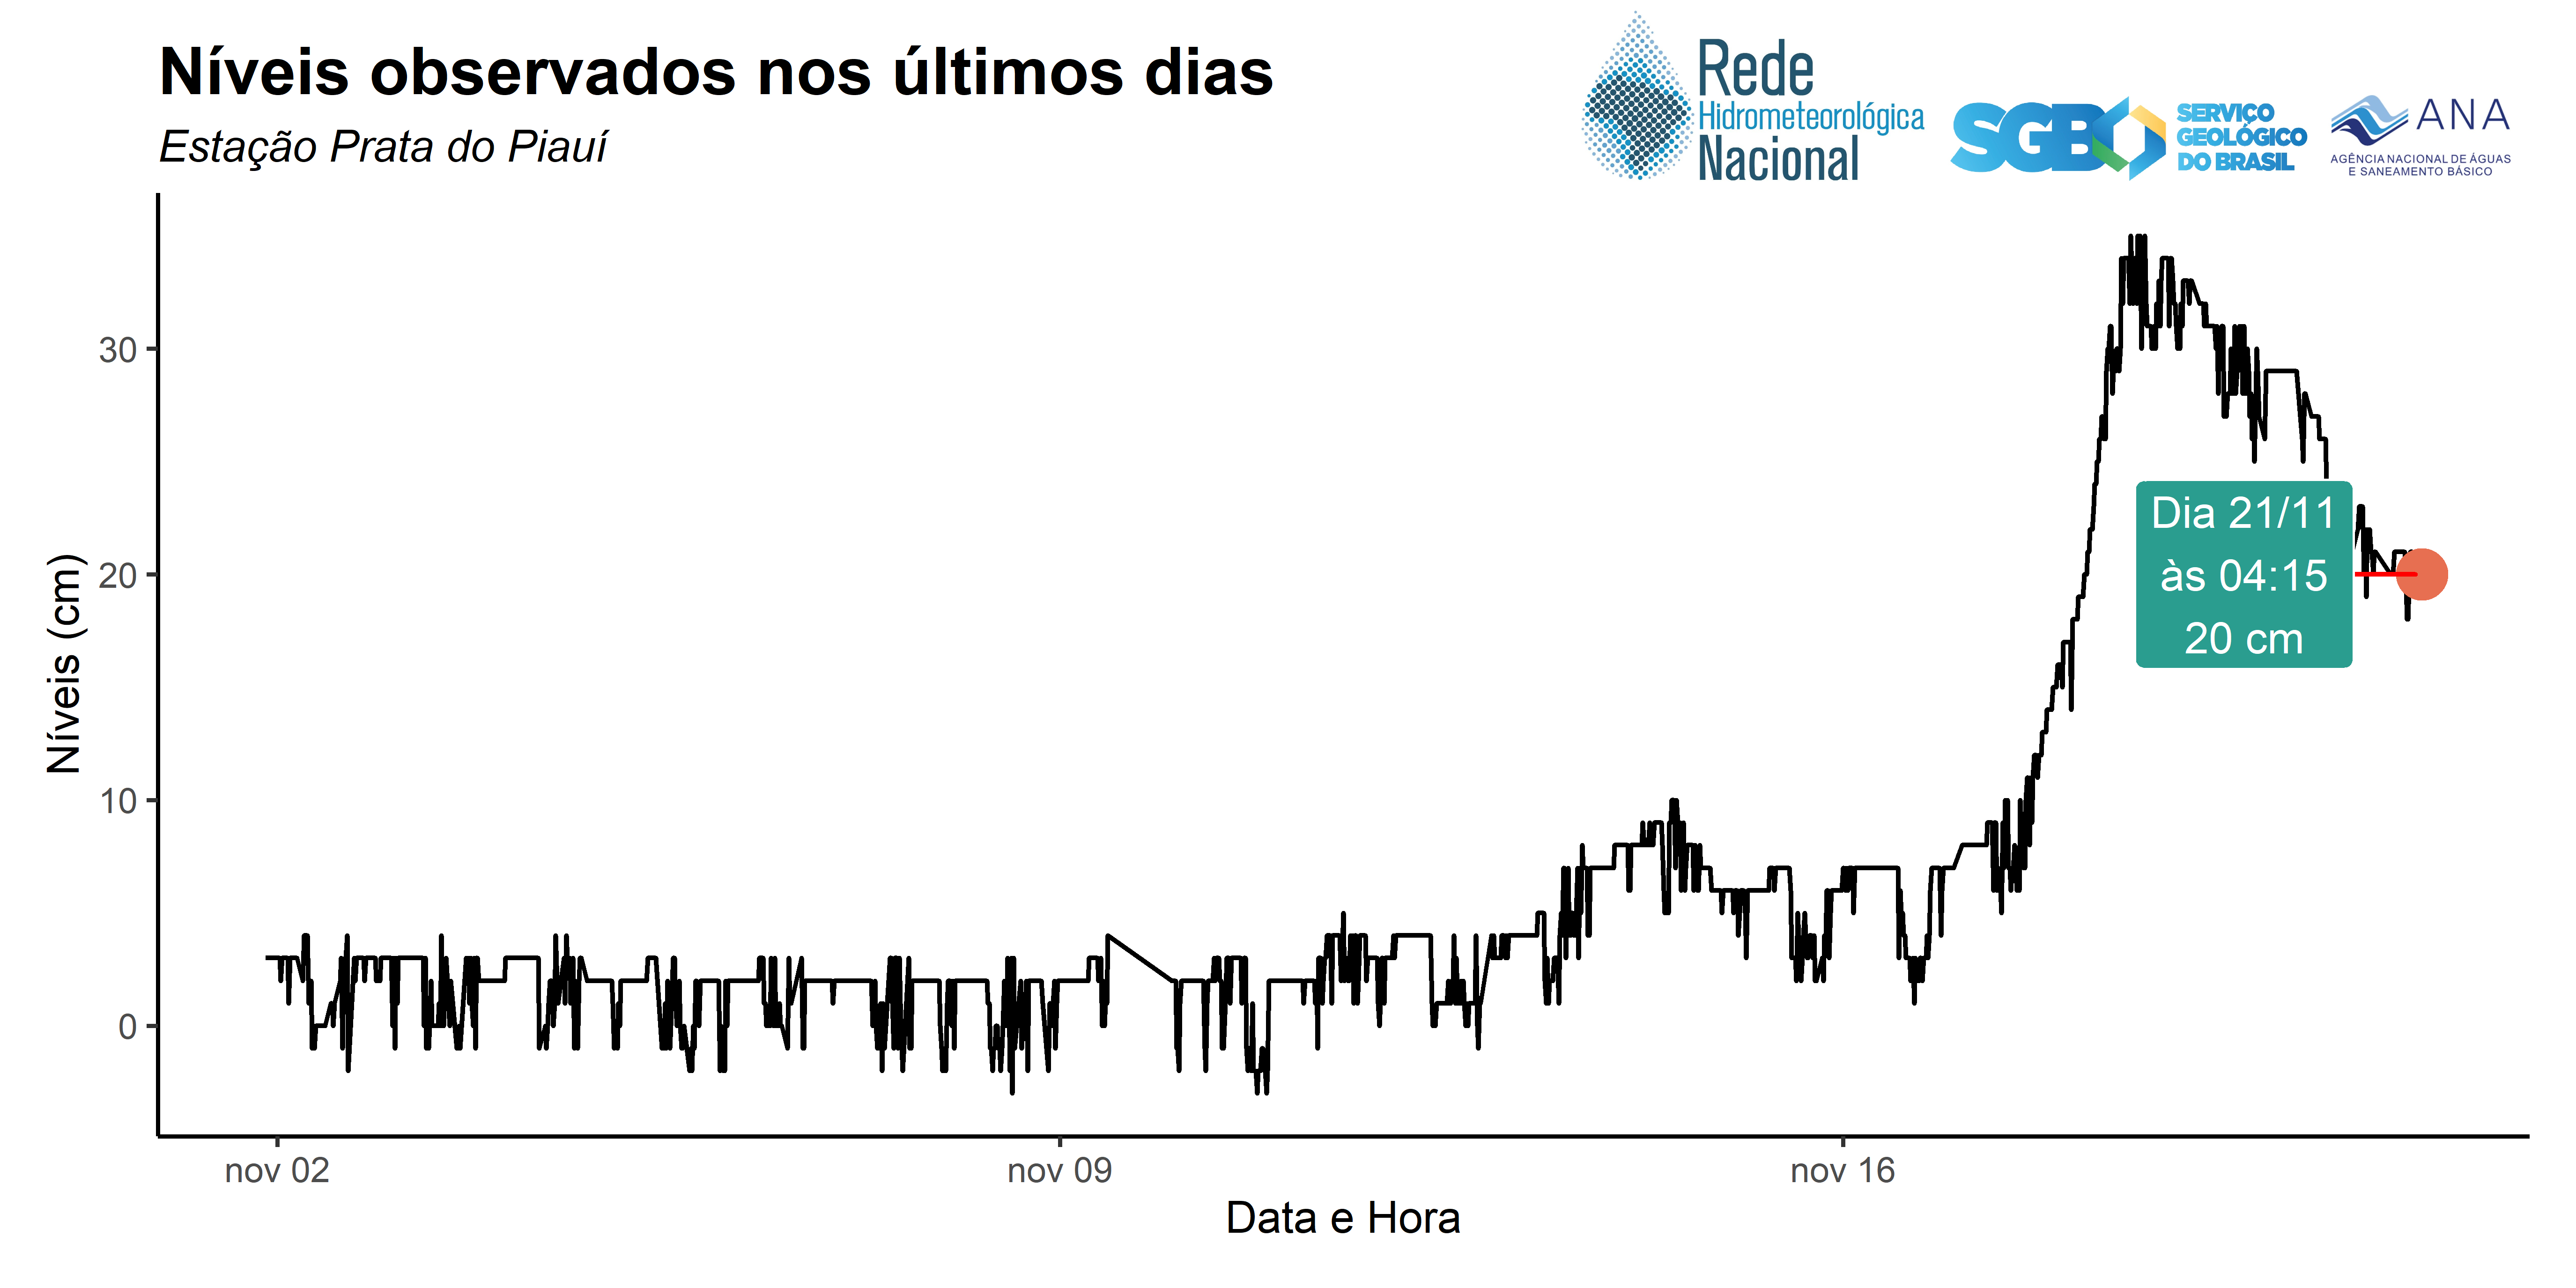 Níveis observados nos últimos dias
Estação Prata do Piauí
Rede
Hidrometeorológica
Nacional
SGB
SERVIÇO
GEOLÓGICO
DO BRASIL
ANA
AGÊNCIA NACIONAL DE ÁGUAS
E SANEAMENTO BÁSICO
Níveis (cm)
30
20
10
0
Dia 21/11
às 04:15
20 cm
nov 02
nov 09
nov 16
Data e Hora